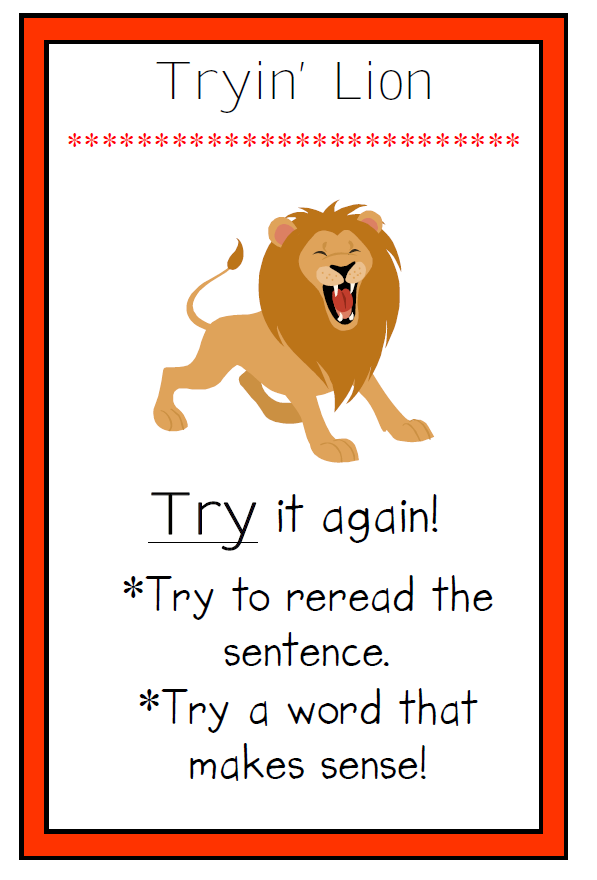 Tryin' Lion
**************************
Try it again!
*Try to reread the
sentence.
*Try a word that
makes sense!